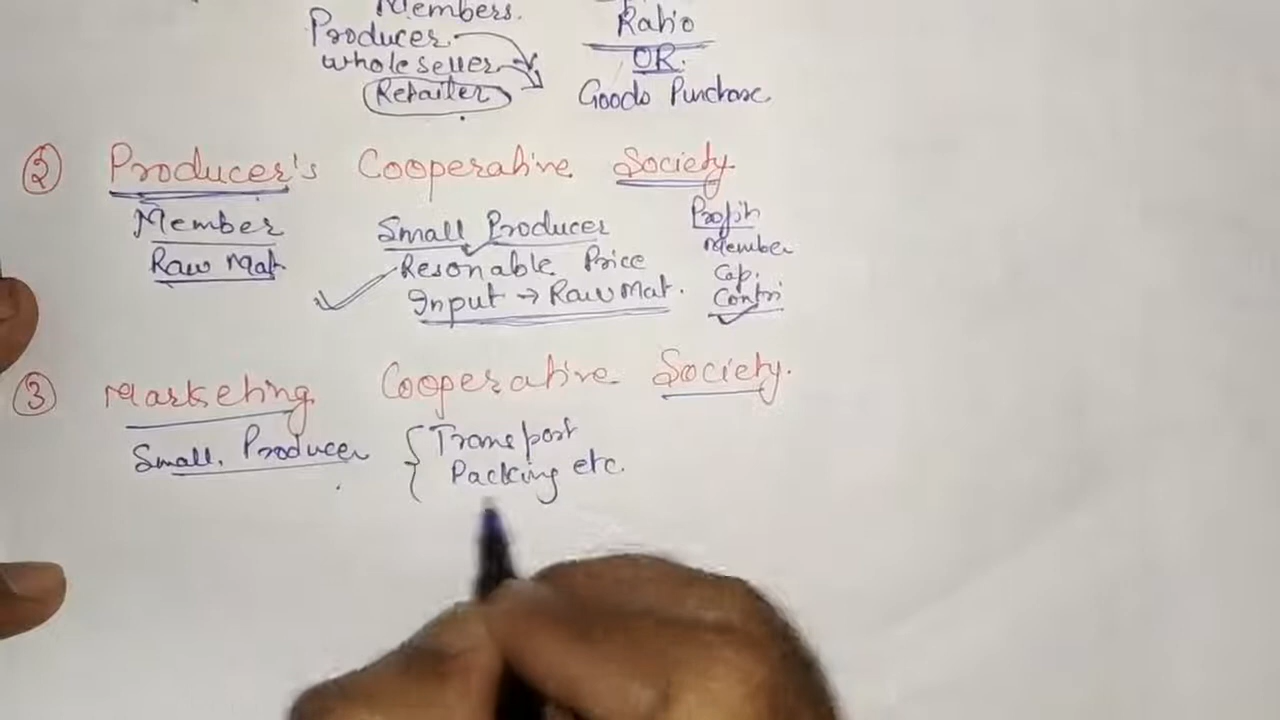 Members.
Producer
wholeseller
Retailer
Ratio
OR
Goods Purchase
② Producer's Cooperative Society
Member
Raw Mat
Small Producer
Resonable Price
Input → Raw Mat.
Profit
Member
Cap.
Contri
③ Marketing Cooperative Society.
Small Producer
Transport
Packing etc.